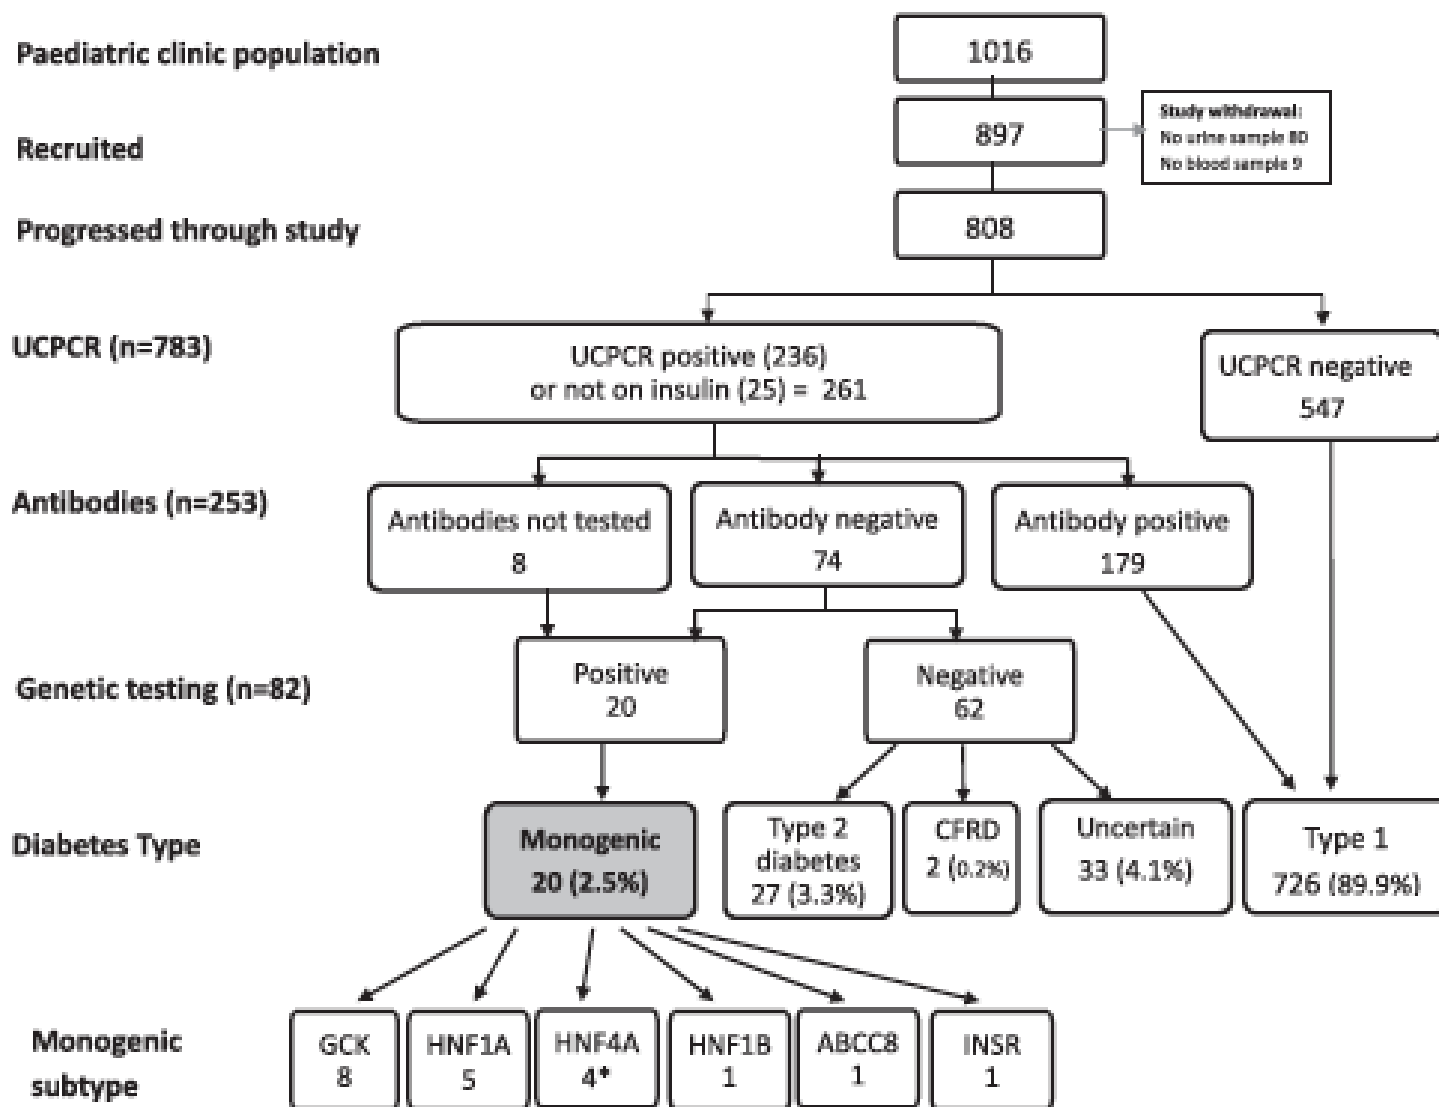 Paediatric clinic population
1016
Recruited
897
Study withdrawal:
No urine sample 80
No blood sample 9
Progressed through study
808
UCPCR (n=783)
UCPCR positive (236)
or not on insulin (25) = 261
UCPCR negative
547
Antibodies (n=253)
Antibodies not tested
8
Antibody negative
74
Antibody positive
179
Genetic testing (n=82)
Positive
20
Negative
62
Diabetes Type
Monogenic
20 (2.5%)
Type 2
diabetes
27 (3.3%)
CFRD
2 (0.2%)
Uncertain
33 (4.1%)
Type 1
726 (89.9%)
Monogenic
subtype
GCK
8
HNF1A
5
HNF4A
4*
HNF1B
1
ABCC8
1
INSR
1